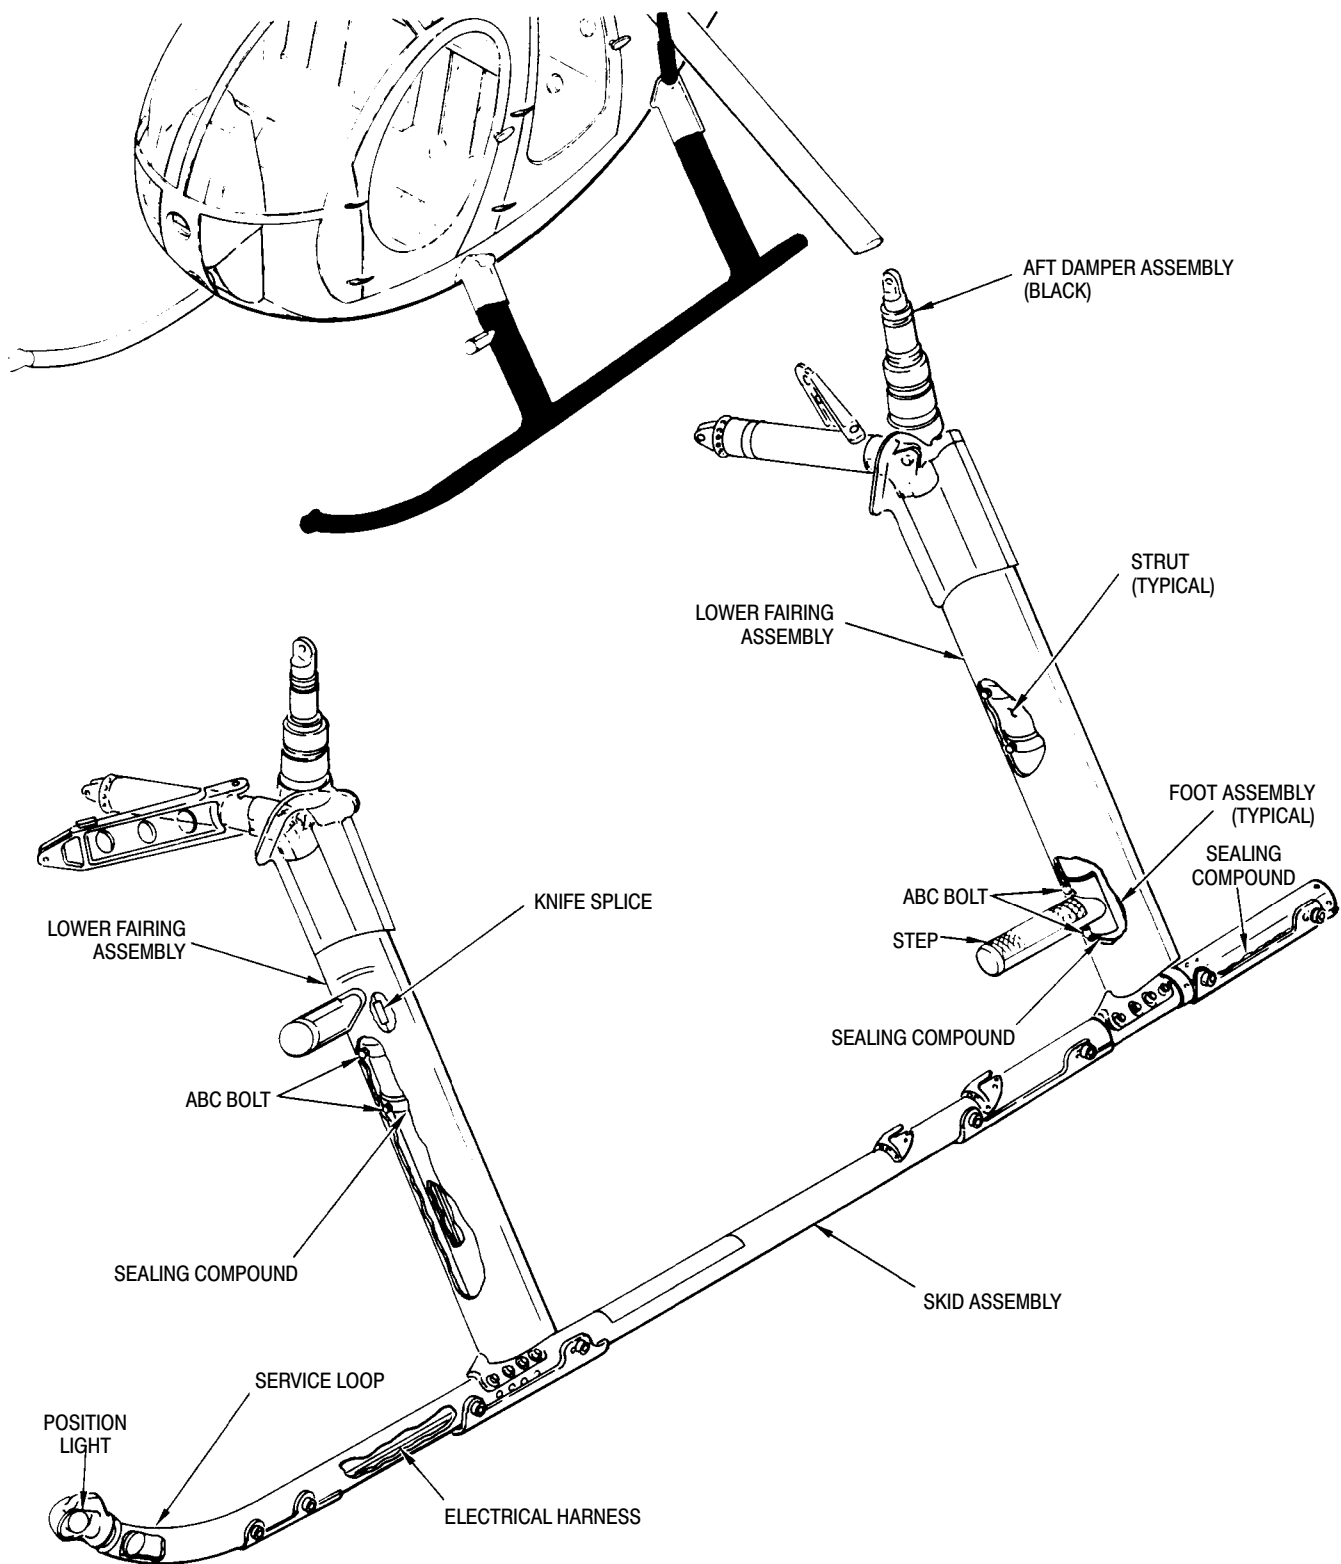 AFT DAMPER ASSEMBLY
(BLACK)
STRUT
(TYPICAL)
LOWER FAIRING
ASSEMBLY
FOOT ASSEMBLY
(TYPICAL)
SEALING
COMPOUND
ABC BOLT
STEP
SEALING COMPOUND
KNIFE SPLICE
LOWER FAIRING
ASSEMBLY
ABC BOLT
SEALING COMPOUND
SKID ASSEMBLY
SERVICE LOOP
POSITION
LIGHT
ELECTRICAL HARNESS